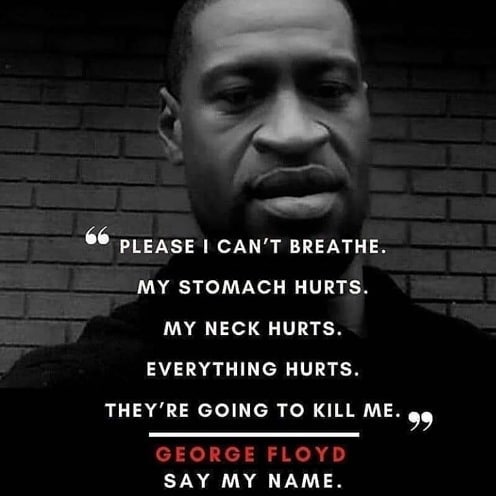 “ PLEASE I CAN’T BREATHE.
MY STOMACH HURTS.
MY NECK HURTS.
EVERYTHING HURTS.
THEY’RE GOING TO KILL ME. ”
GEORGE FLOYD
SAY MY NAME.